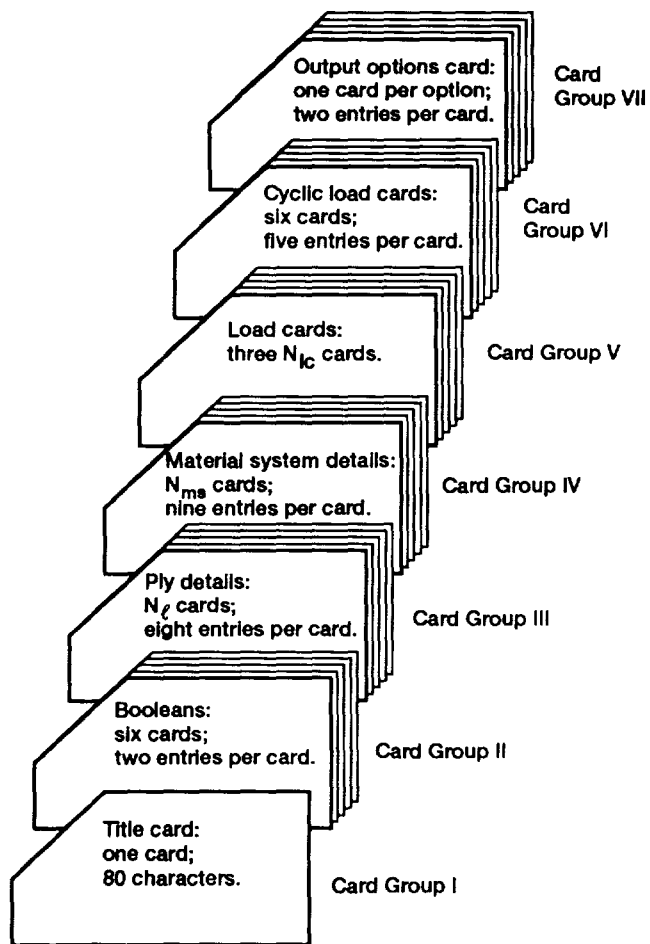 Output options card:
one card per option;
two entries per card.
Card
Group VII
Cyclic load cards:
six cards;
five entries per card.
Card
Group VI
Load cards:
three N_lc cards.
Card Group V
Material system details:
N_ms cards;
nine entries per card.
Card Group IV
Ply details:
N_ℓ cards;
eight entries per card.
Card Group III
Booleans:
six cards;
two entries per card.
Card Group II
Title card:
one card;
80 characters.
Card Group I